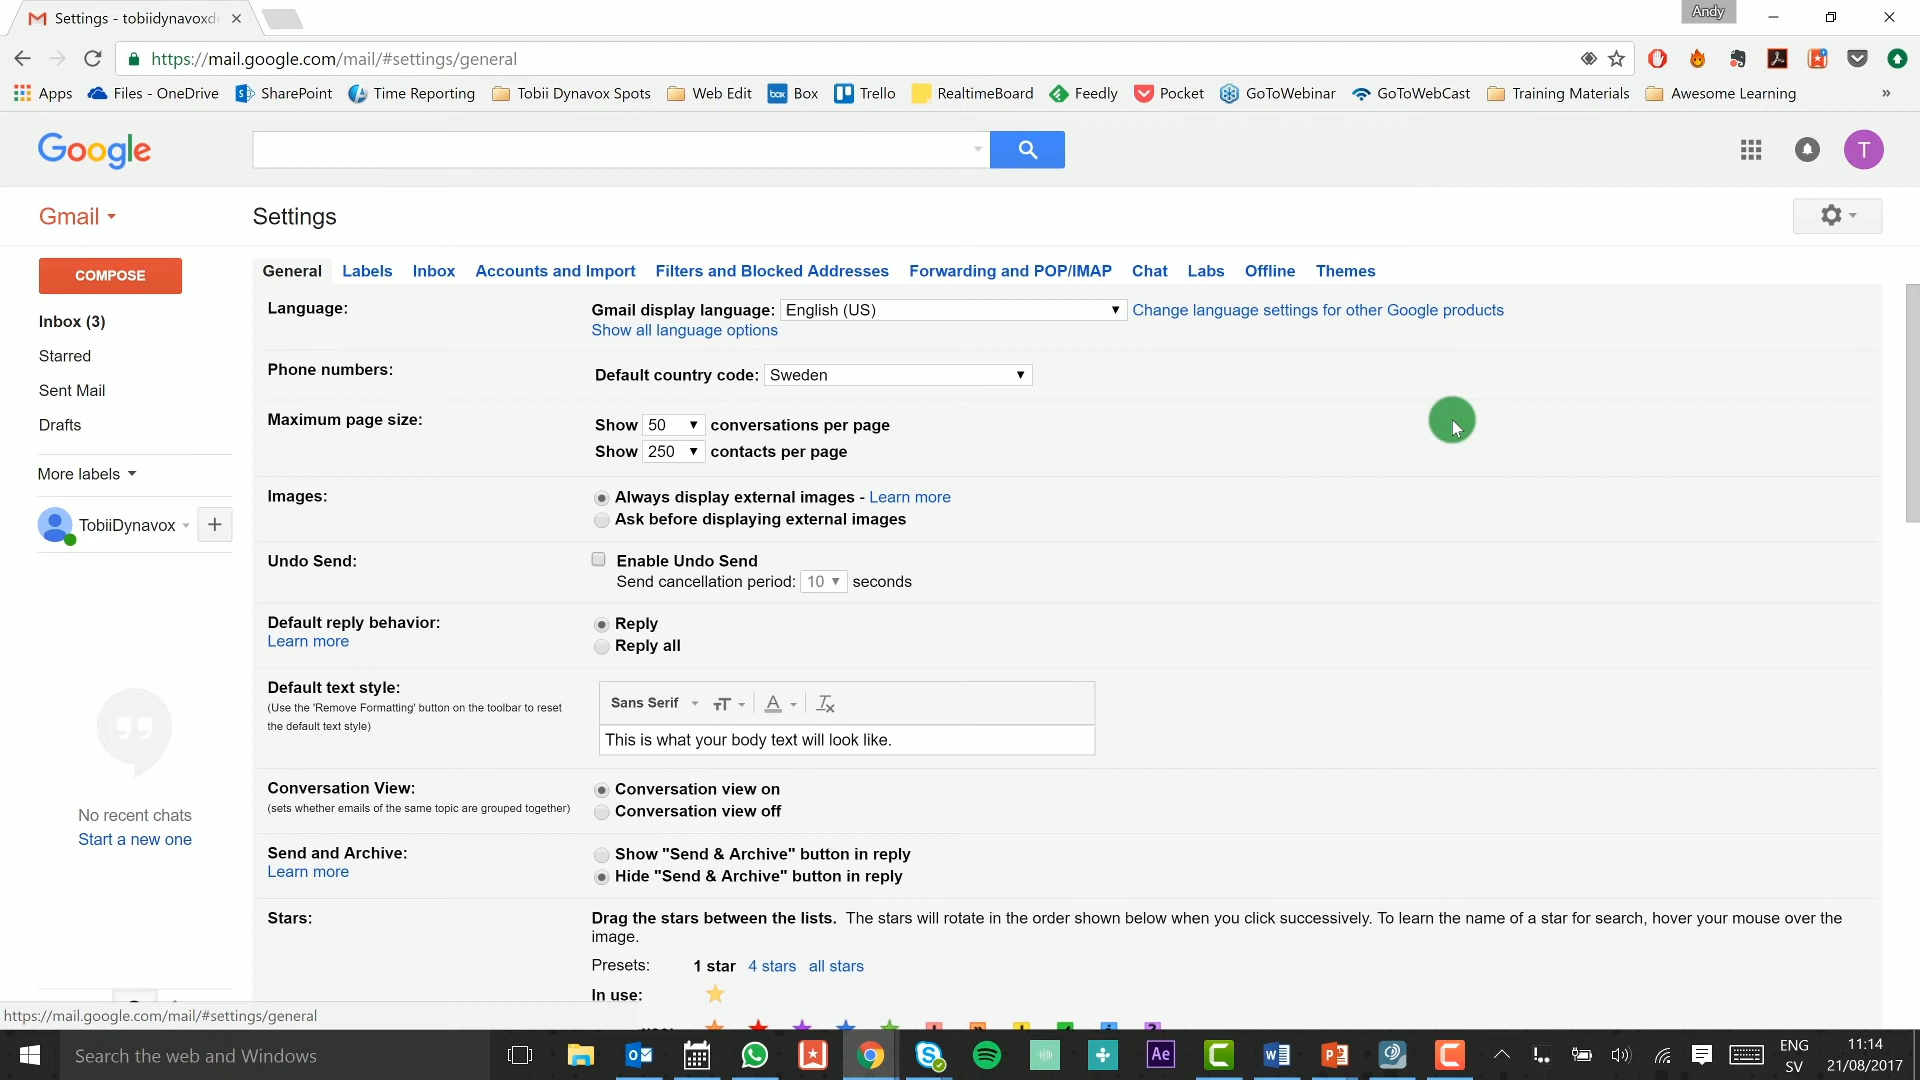 Settings - tobiidynavoxd
Andy
https://mail.google.com/mail/#settings/general
Apps Files - OneDrive SharePoint Time Reporting Tobii Dynavox Spots Web Edit Box Trello RealtimeBoard Feedly Pocket GoToWebinar GoToWebCast Training Materials Awesome Learning »
Google
T
Gmail
Settings
COMPOSE
Inbox (3)
Starred
Sent Mail
Drafts
More labels
TobiiDynavox +
No recent chats
Start a new one
General Labels Inbox Accounts and Import Filters and Blocked Addresses Forwarding and POP/IMAP Chat Labs Offline Themes
Language:
Gmail display language: English (US) Change language settings for other Google products
Show all language options
Phone numbers:
Default country code: Sweden
Maximum page size:
Show 50 conversations per page
Show 250 contacts per page
Images:
Always display external images - Learn more
Ask before displaying external images
Undo Send:
Enable Undo Send
Send cancellation period: 10 seconds
Default reply behavior:
Learn more
Reply
Reply all
Default text style:
(Use the 'Remove Formatting' button on the toolbar to reset
the default text style)
Sans Serif
This is what your body text will look like.
Conversation View:
(sets whether emails of the same topic are grouped together)
Conversation view on
Conversation view off
Send and Archive:
Learn more
Show "Send & Archive" button in reply
Hide "Send & Archive" button in reply
Stars:
Drag the stars between the lists. The stars will rotate in the order shown below when you click successively. To learn the name of a star for search, hover your mouse over the
image.
Presets: 1 star 4 stars all stars
In use:
https://mail.google.com/mail/#settings/general
Search the web and Windows
Ae
ENG
SV
11:14
21/08/2017